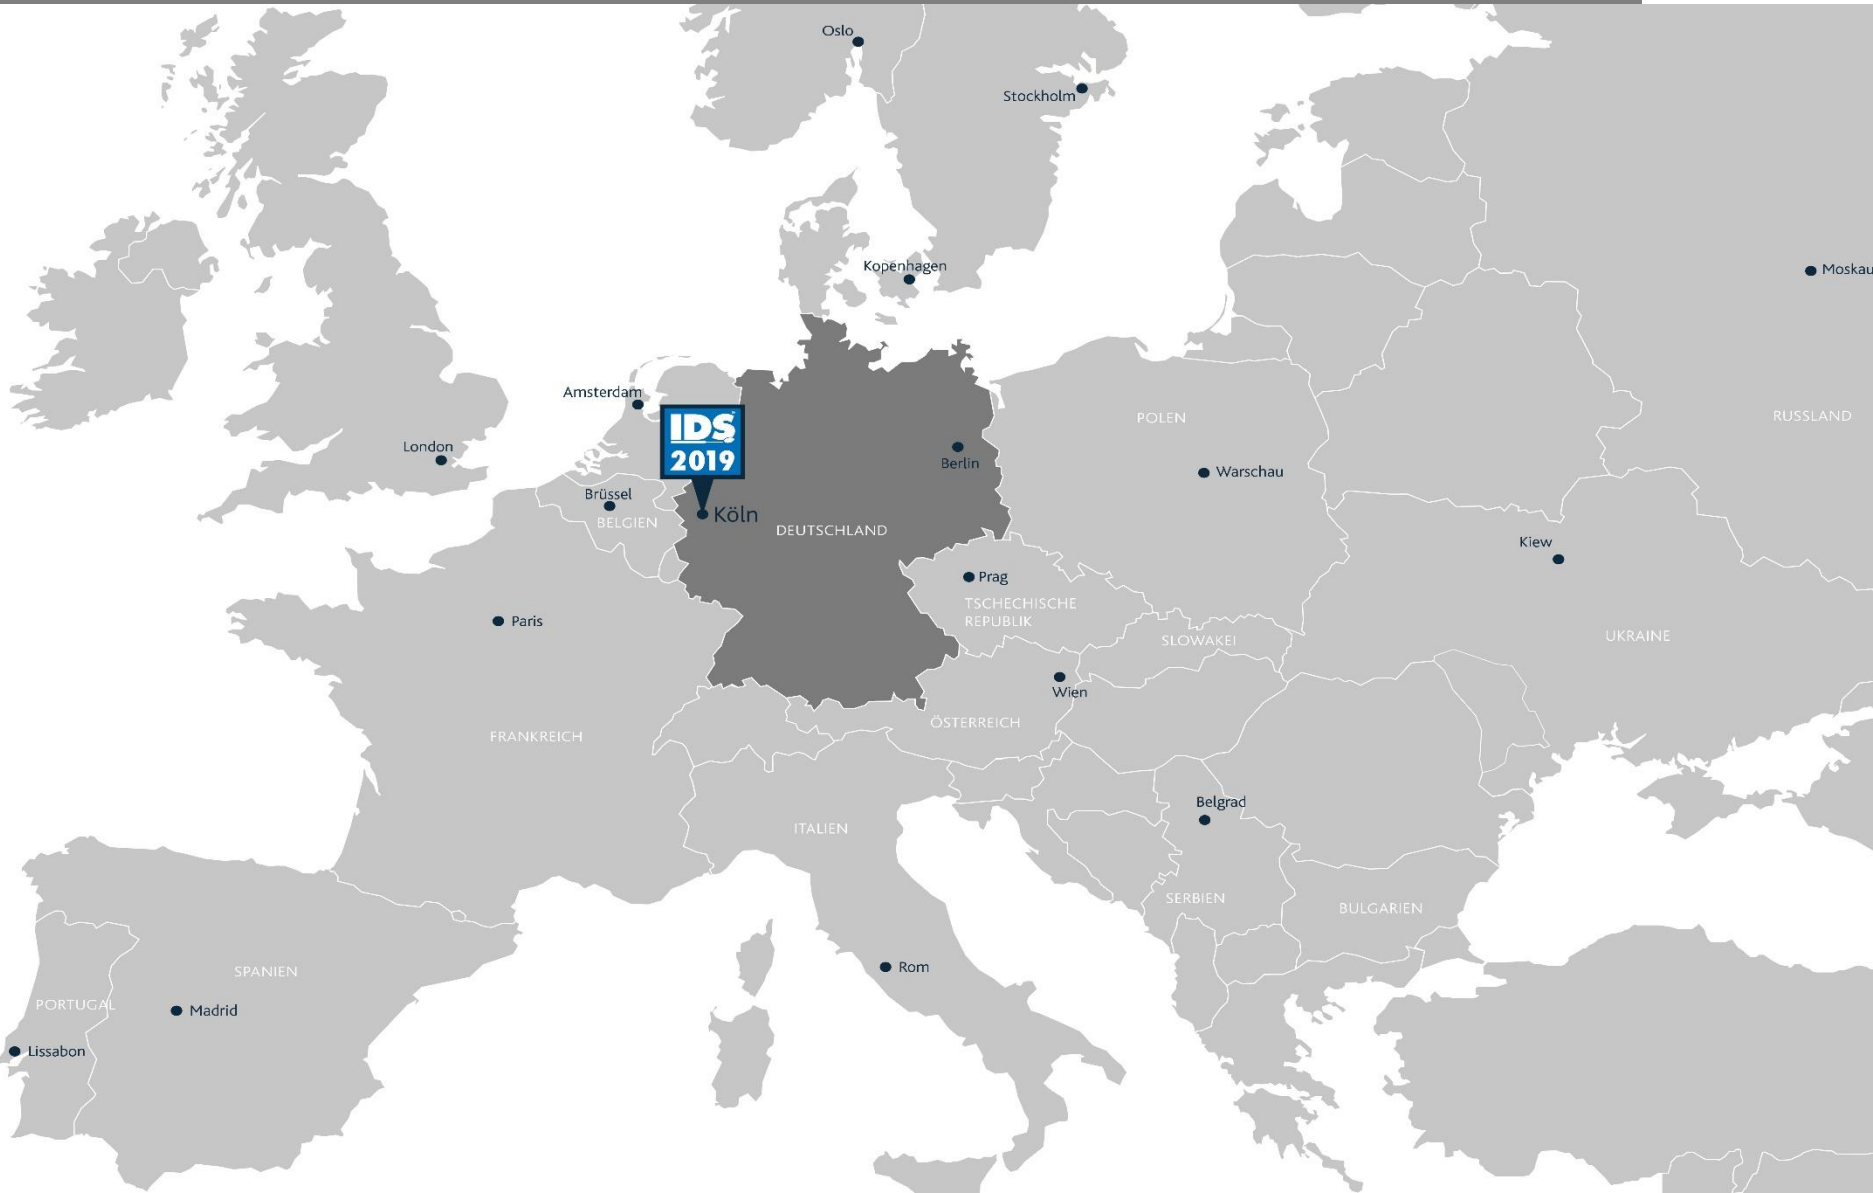 Oslo
Stockholm
Kopenhagen
Moskau
Amsterdam
IDS
2019
London
POLEN
RUSSLAND
Berlin
Warschau
Brüssel
BELGIEN
Köln
DEUTSCHLAND
Kiew
Prag
TSCHECHISCHE
REPUBLIK
Paris
SLOWAKEI
UKRAINE
Wien
ÖSTERREICH
FRANKREICH
Belgrad
ITALIEN
SERBIEN
BULGARIEN
Rom
SPANIEN
PORTUGAL
Madrid
Lissabon